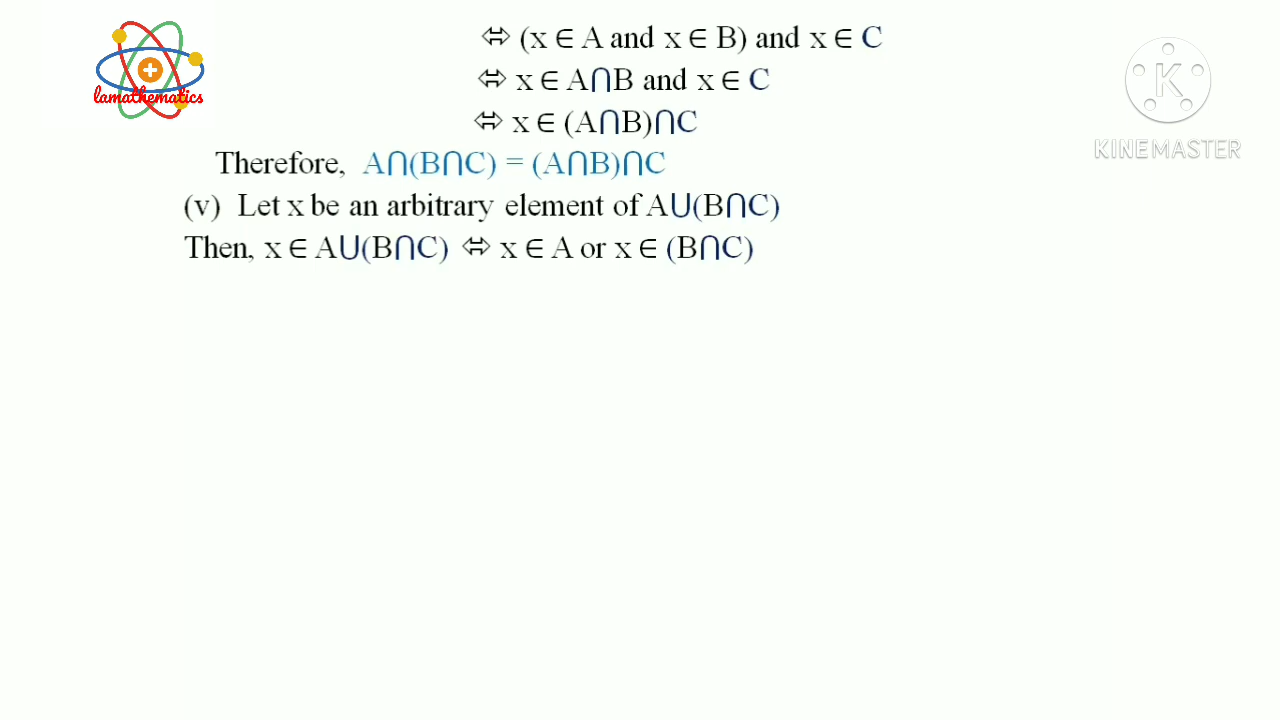 ⇔ (x ∈ A and x ∈ B) and x ∈ C
⇔ x ∈ A⋂B and x ∈ C
⇔ x ∈ (A⋂B)⋂C
Therefore, A⋂(B⋂C) = (A⋂B)⋂C
(v) Let x be an arbitrary element of A⋃(B⋂C)
Then, x ∈ A⋃(B⋂C) ⇔ x ∈ A or x ∈ (B⋂C)
lamathematics
K
KINEMASTER